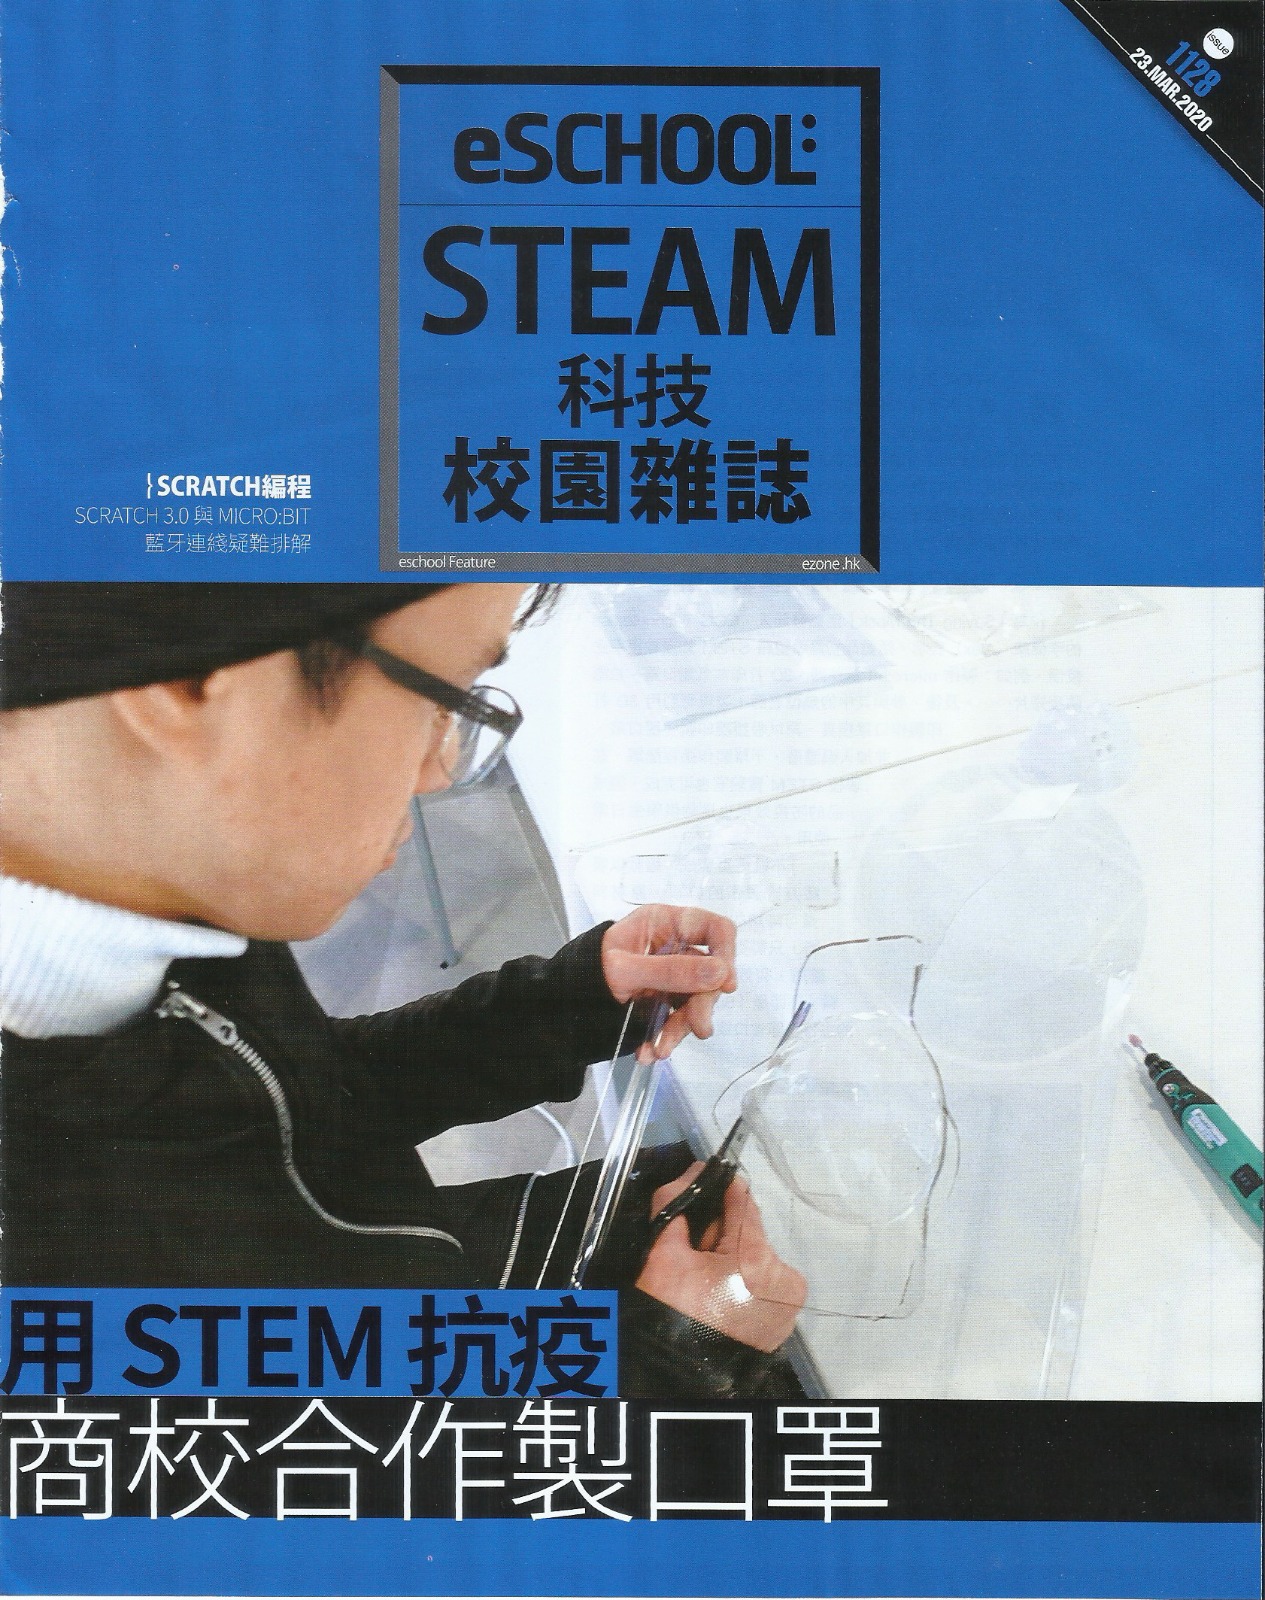 issue
1128
23.MAR.2020
eSCHOOL:
STEAM
科技
校園雜誌
SCRATCH編程
SCRATCH 3.0 與 MICRO:BIT
藍牙連綫疑難排解
eschool Feature
ezone.hk
用 STEM 抗疫
商校合作製口罩